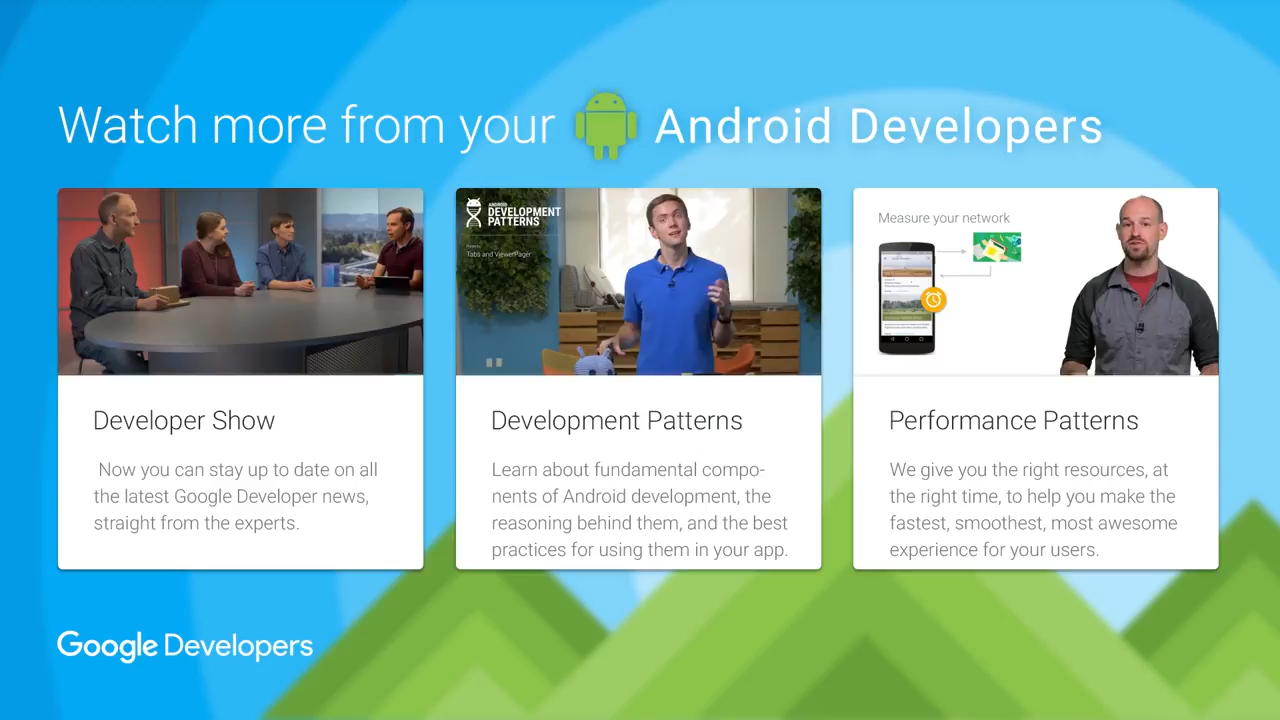 Watch more from your Android Developers
ANDROID
DEVELOPMENT
PATTERNS
Tabs and ViewerPager
Measure your network
Developer Show
Now you can stay up to date on all
the latest Google Developer news,
straight from the experts.
Development Patterns
Learn about fundamental compo-
nents of Android development, the
reasoning behind them, and the best
practices for using them in your app.
Performance Patterns
We give you the right resources, at
the right time, to help you make the
fastest, smoothest, most awesome
experience for your users.
Google Developers